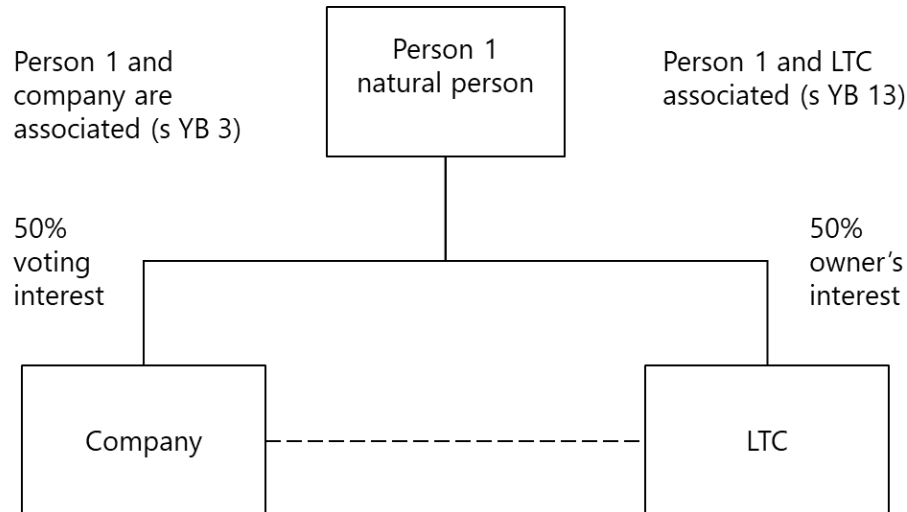 Person 1
natural person
Person 1 and
company are
associated (s YB 3)
Person 1 and LTC
associated (s YB 13)
50%
voting
interest
50%
owner’s
interest
Company
LTC